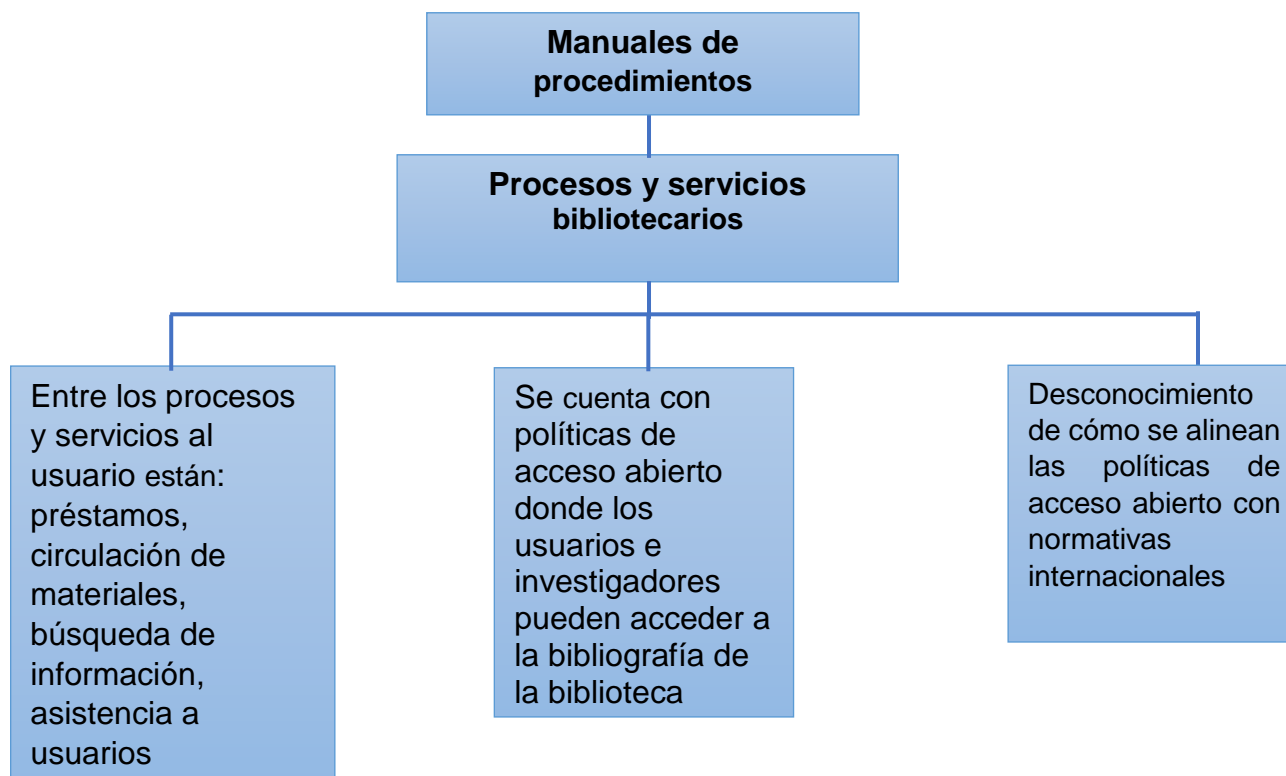 Manuales de
procedimientos
Procesos y servicios
bibliotecarios
Entre los procesos
y servicios al
usuario están:
préstamos,
circulación de
materiales,
búsqueda de
información,
asistencia a
usuarios
Se cuenta con
políticas de
acceso abierto
donde los
usuarios e
investigadores
pueden acceder a
la bibliografía de
la biblioteca
Desconocimiento
de cómo se alinean
las políticas de
acceso abierto con
normativas
internacionales